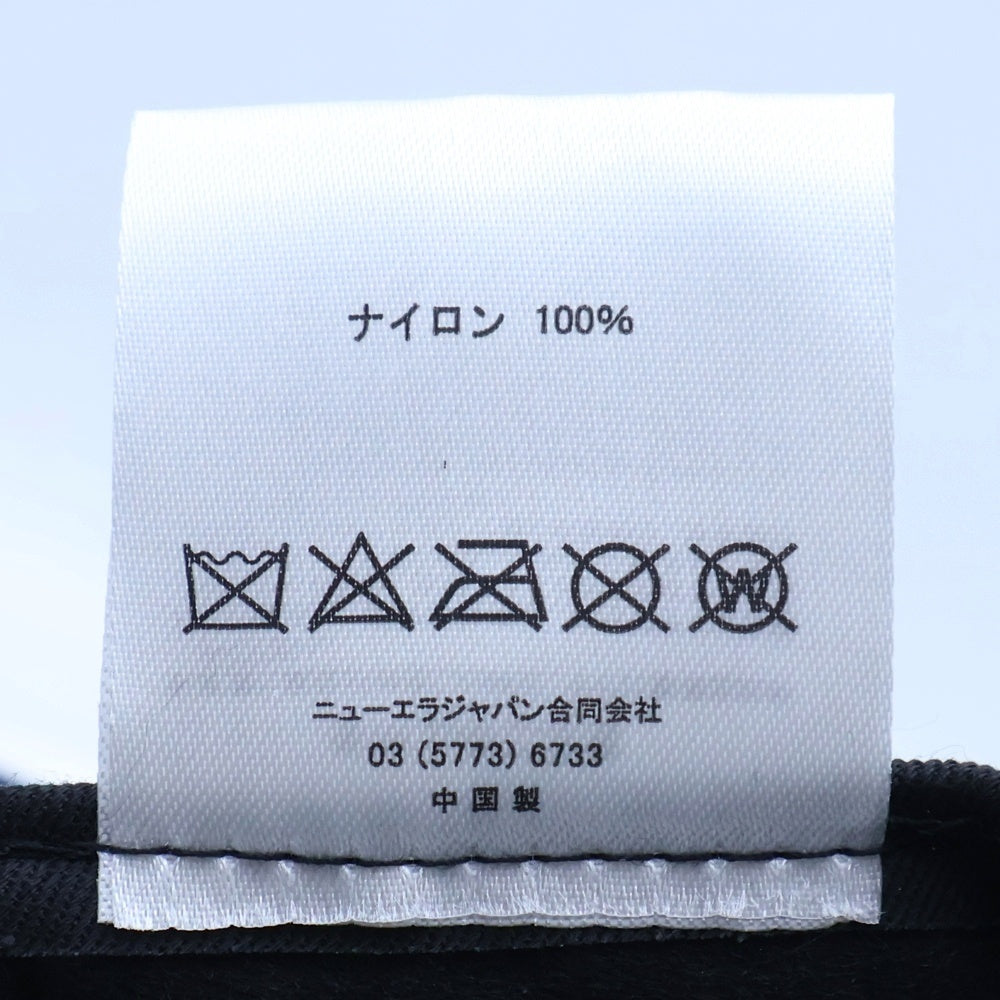 ナイロン 100%
W
ニューエラジャパン合同会社
03 (5773) 6733
中国製